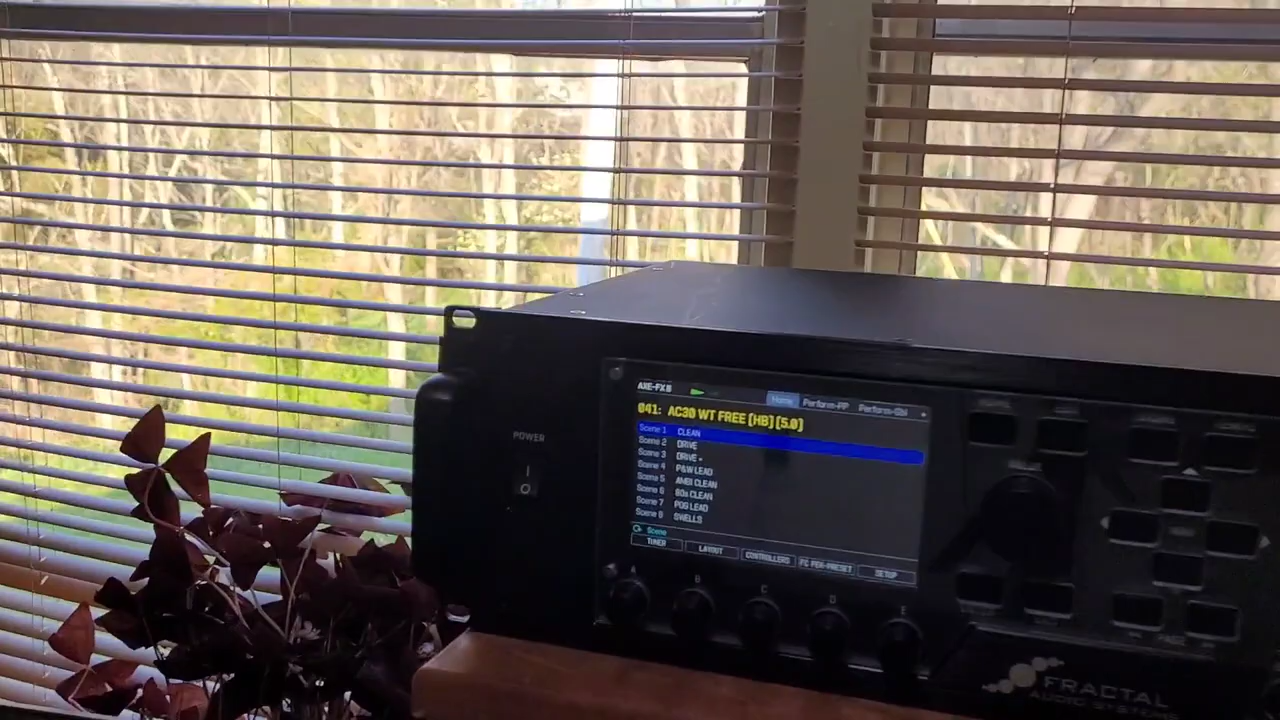 AXE-FX III
Home Perform-PP Perform-Gbl
041: AC30 WT FREE (HB) (5.0)
Scene 1 CLEAN
Scene 2 DRIVE
Scene 3 DRIVE +
Scene 4 P&W LEAD
Scene 5 AMBI CLEAN
Scene 6 80s CLEAN
Scene 7 POG LEAD
Scene 8 SWELLS
Scene
TUNER LAYOUT CONTROLLERS FC PER-PRESET SETUP
POWER
A B C D E
FRACTAL
AUDIO SYSTEMS